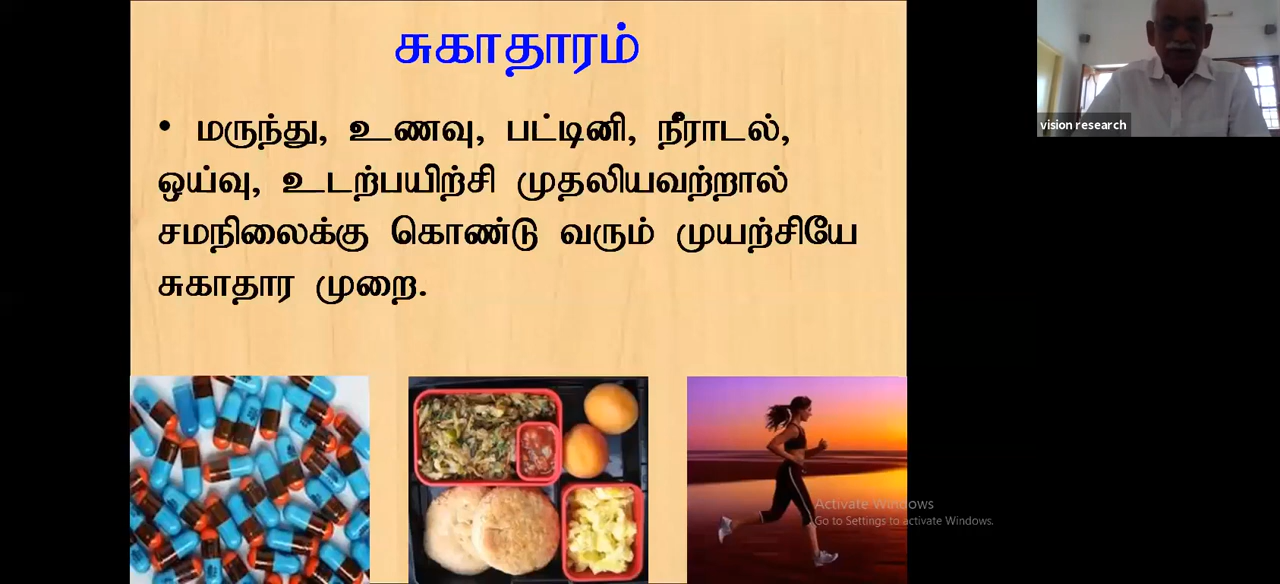 சுகாதாரம்
• மருந்து, உணவு, பட்டினி, நீராடல்,
ஒய்வு, உடற்பயிற்சி முதலியவற்றால்
சமநிலைக்கு கொண்டு வரும் முயற்சியே
சுகாதார முறை.
vision research
Activate Windows
Go to Settings to activate Windows.